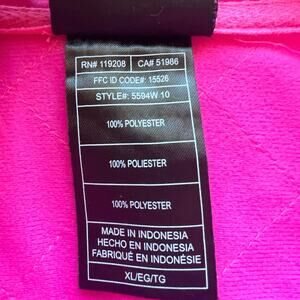 RN# 119208 CA# 51986
FFC ID CODE#: 15526
STYLE#: 5594W 10
100% POLYESTER
100% POLIESTER
100% POLYESTER
MADE IN INDONESIA
HECHO EN INDONESIA
FABRIQUÉ EN INDONÉSIE
XL/EG/TG